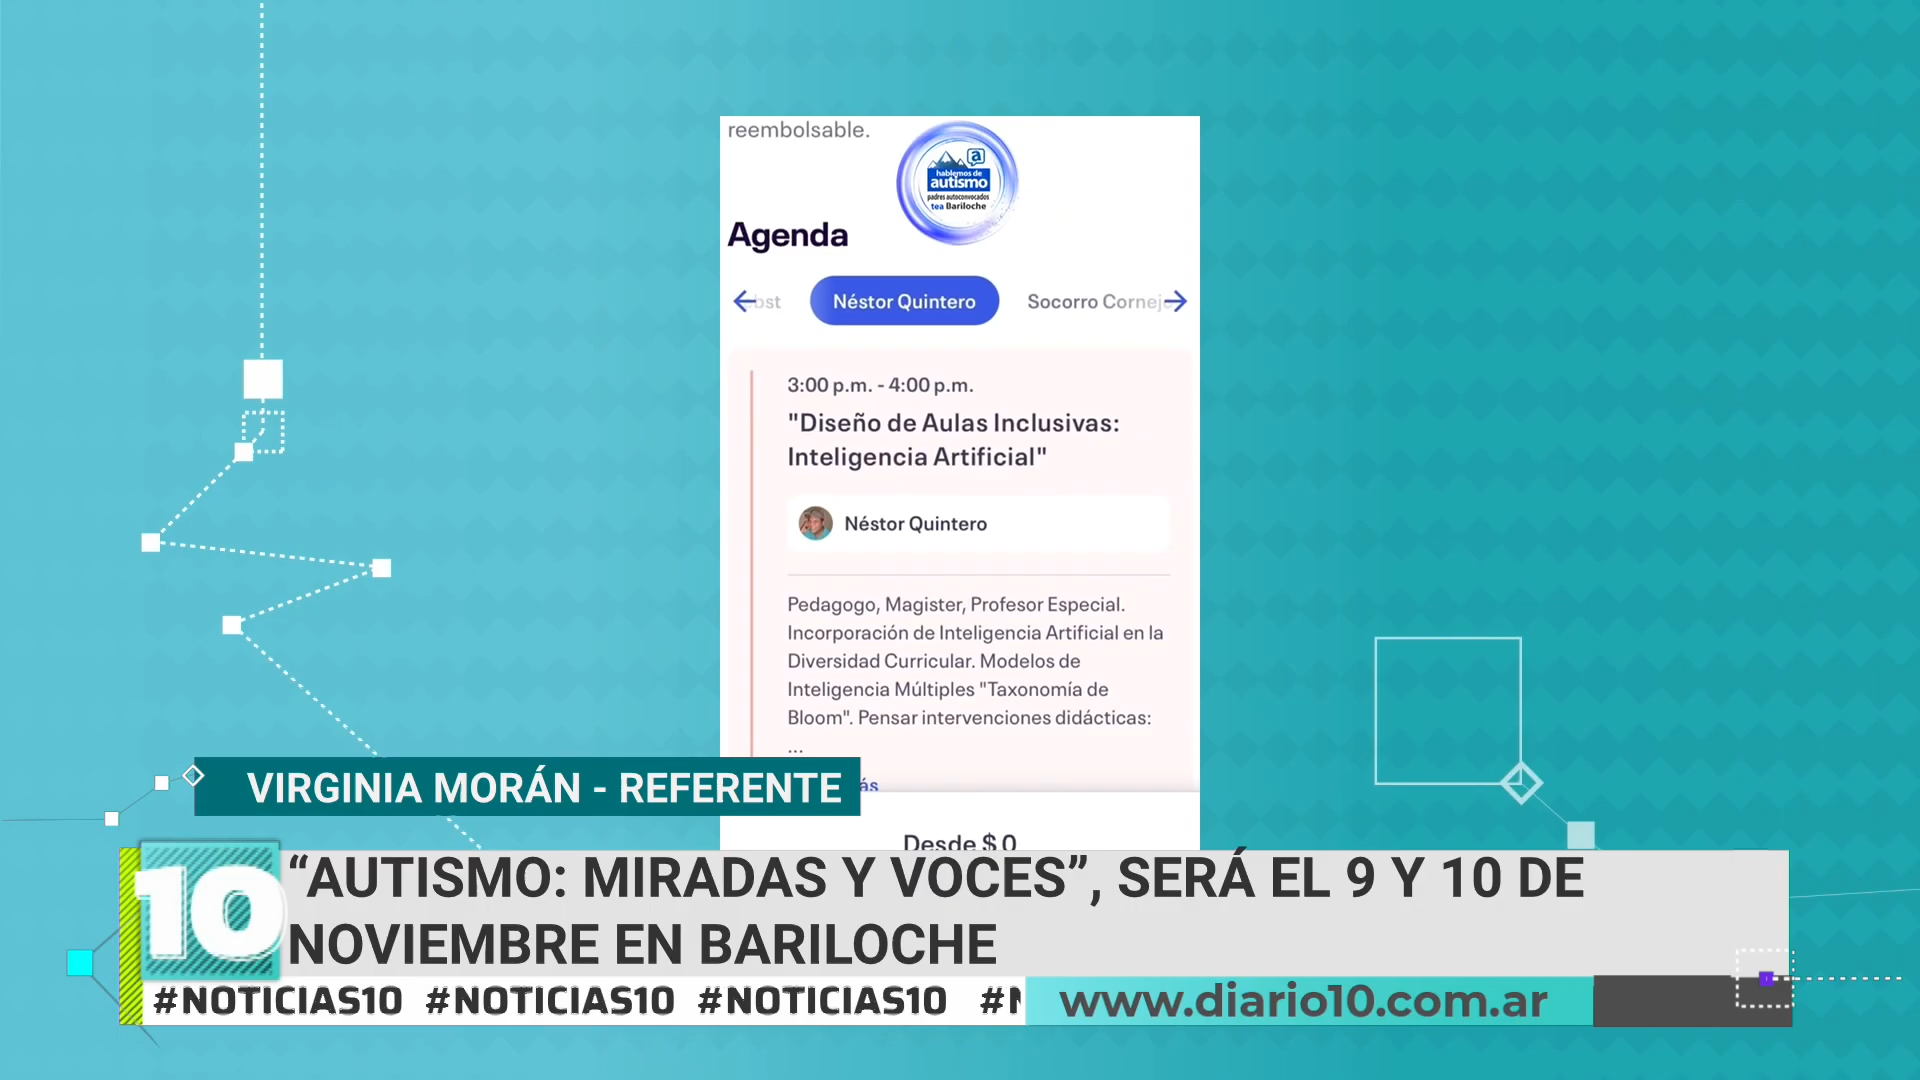 reembolsable.
a
hablemos de
autismo
padres autoconvocados
tea Bariloche
Agenda
Néstor Quintero
Socorro Cornejo
3:00 p.m. - 4:00 p.m.
"Diseño de Aulas Inclusivas:
Inteligencia Artificial"
Néstor Quintero
Pedagogo, Magister, Profesor Especial.
Incorporación de Inteligencia Artificial en la
Diversidad Curricular. Modelos de
Inteligencia Múltiples "Taxonomía de
Bloom". Pensar intervenciones didácticas:
...
Desde $ 0
VIRGINIA MORÁN - REFERENTE
10
“AUTISMO: MIRADAS Y VOCES”, SERÁ EL 9 Y 10 DE
NOVIEMBRE EN BARILOCHE
#NOTICIAS10 #NOTICIAS10 #NOTICIAS10
www.diario10.com.ar